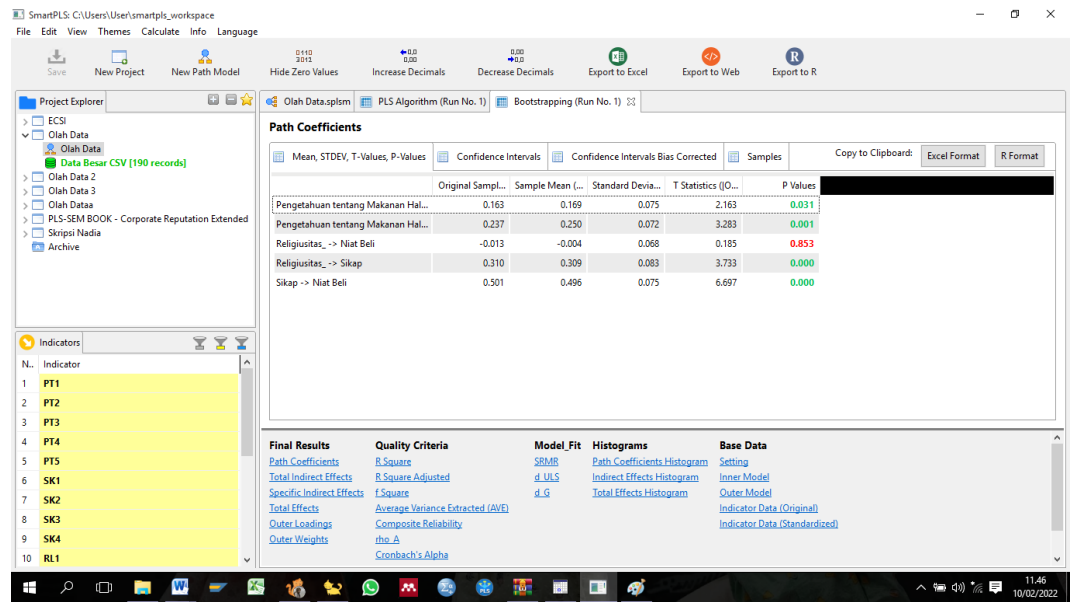 SmartPLS: C:\Users\User\smartpls_workspace
File Edit View Themes Calculate Info Language
Save New Project New Path Model Hide Zero Values Increase Decimals Decrease Decimals Export to Excel Export to Web Export to R
Project Explorer
ECSI
Olah Data
Olah Data
Data Besar CSV [190 records]
Olah Data 2
Olah Data 3
Olah Dataa
PLS-SEM BOOK - Corporate Reputation Extended
Skripsi Nadia
Archive
Indicators
N.. Indicator
1 PT1
2 PT2
3 PT3
4 PT4
5 PT5
6 SK1
7 SK2
8 SK3
9 SK4
10 RL1
Olah Data.splsm PLS Algorithm (Run No. 1) Bootstrapping (Run No. 1)
Path Coefficients
Mean, STDEV, T-Values, P-Values Confidence Intervals Confidence Intervals Bias Corrected Samples Copy to Clipboard: Excel Format R Format
Original Sampl... Sample Mean (... Standard Devia... T Statistics (|O... P Values
Pengetahuan tentang Makanan Hal... 0.163 0.169 0.075 2.163 0.031
Pengetahuan tentang Makanan Hal... 0.237 0.250 0.072 3.283 0.001
Religiusitas_ -> Niat Beli -0.013 -0.004 0.068 0.185 0.853
Religiusitas_ -> Sikap 0.310 0.309 0.083 3.733 0.000
Sikap -> Niat Beli 0.501 0.496 0.075 6.697 0.000
Final Results Quality Criteria Model_Fit Histograms Base Data
Path Coefficients R Square SRMR Path Coefficients Histogram Setting
Total Indirect Effects R Square Adjusted d_ULS Indirect Effects Histogram Inner Model
Specific Indirect Effects f Square d_G Total Effects Histogram Outer Model
Total Effects Average Variance Extracted (AVE) Indicator Data (Original)
Outer Loadings Composite Reliability Indicator Data (Standardized)
Outer Weights rho_A
Cronbach's Alpha
11.46
10/02/2022